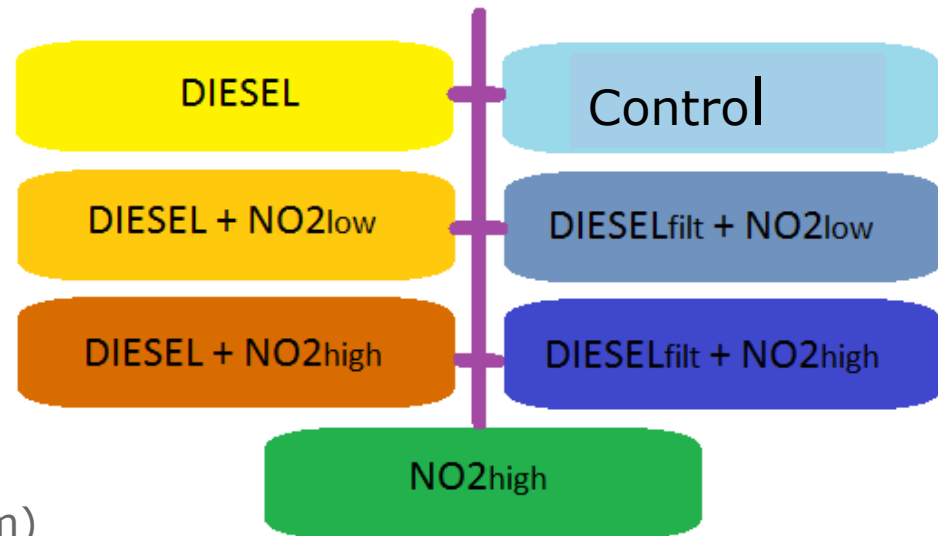 DIESEL
Control
DIESEL + NO2low
DIESELfilt + NO2low
DIESEL + NO2high
DIESELfilt + NO2high
NO2high